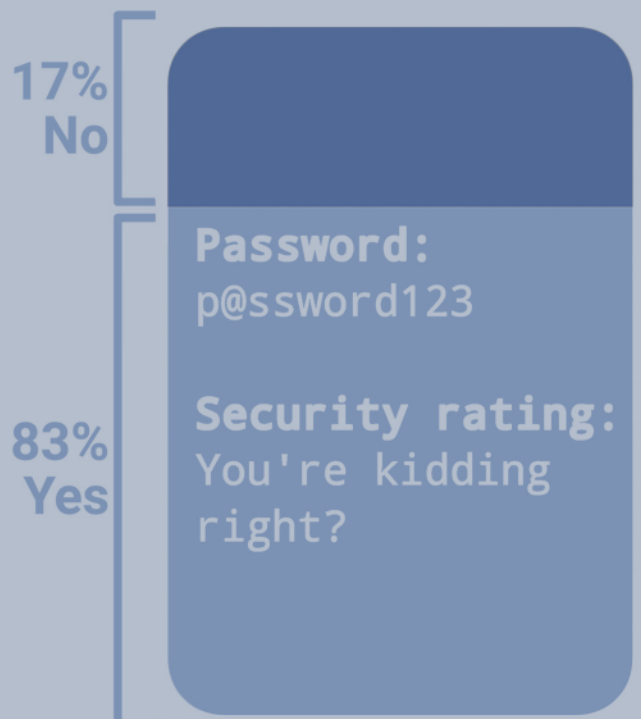 17%
No
Password:
p@ssword123
Security rating:
You're kidding
right?
83%
Yes